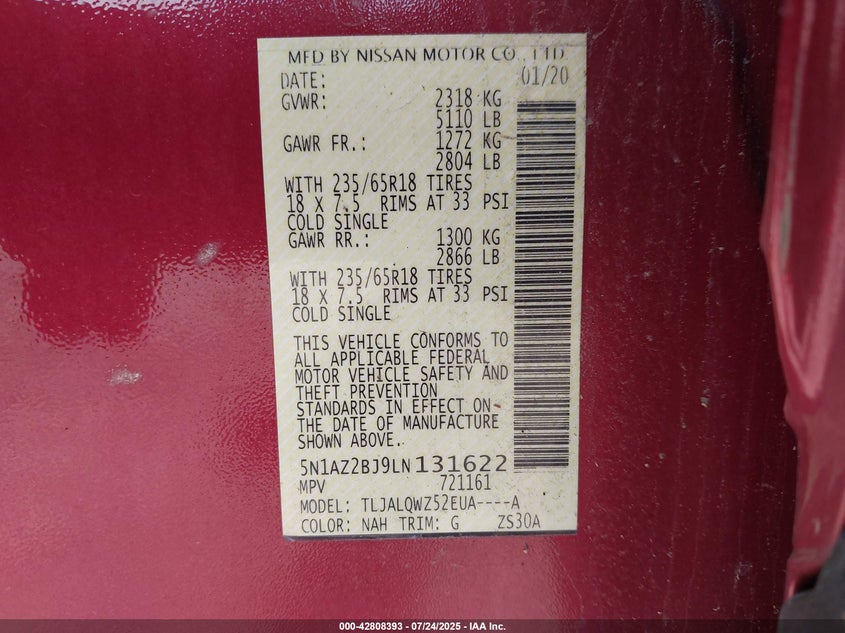 MFD BY NISSAN MOTOR CO., LTD.
DATE: 01/20
GVWR: 2318 KG
5110 LB
GAWR FR.: 1272 KG
2804 LB
WITH 235/65R18 TIRES
18 X 7.5 RIMS AT 33 PSI
COLD SINGLE
GAWR RR.: 1300 KG
2866 LB
WITH 235/65R18 TIRES
18 X 7.5 RIMS AT 33 PSI
COLD SINGLE
THIS VEHICLE CONFORMS TO
ALL APPLICABLE FEDERAL
MOTOR VEHICLE SAFETY AND
THEFT PREVENTION
STANDARDS IN EFFECT ON
THE DATE OF MANUFACTURE
SHOWN ABOVE.
5N1AZ2BJ9LN131622
MPV 721161
MODEL: TLJALQWZ52EUA----A
COLOR: NAH TRIM: G ZS30A
000-42808393 - 07/24/2025 - IAA Inc.